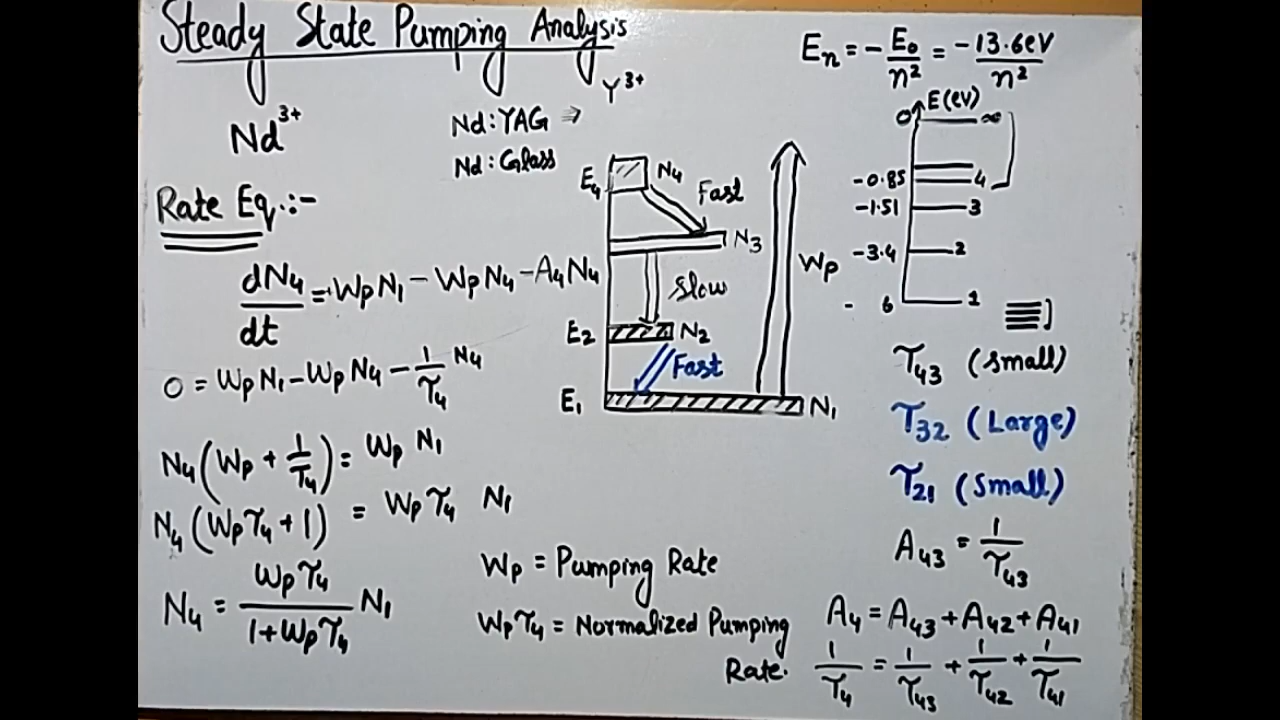 Steady State Pumping Analysis
Nd³⁺
Y³⁺
Nd:YAG ⇒
Nd:Glass
Rate Eq.:-
dN₄/dt = WpN₁ - WpN₄ - A₄N₄
0 = WpN₁ - WpN₄ - 1/τ₄ N₄
N₄(Wp + 1/τ₄) = Wp N₁
N₄(Wpτ₄ + 1) = Wpτ₄ N₁
N₄ = Wpτ₄/(1+Wpτ₄) N₁
E₄ N₄
Fast
N₃
Slow
E₂ N₂
Fast
E₁ N₁
Wp
Wp = Pumping Rate
Wpτ₄ = Normalized Pumping
Rate.
Eₙ = -E₀/n² = -13.6eV/n²
E(eV)
0 ∞
-0.85 4
-1.51 3
-3.4 2
- 6 1
τ₄₃ (Small)
τ₃₂ (Large)
τ₂₁ (Small)
A₄₃ = 1/τ₄₃
A₄ = A₄₃ + A₄₂ + A₄₁
1/τ₄ = 1/τ₄₃ + 1/τ₄₂ + 1/τ₄₁